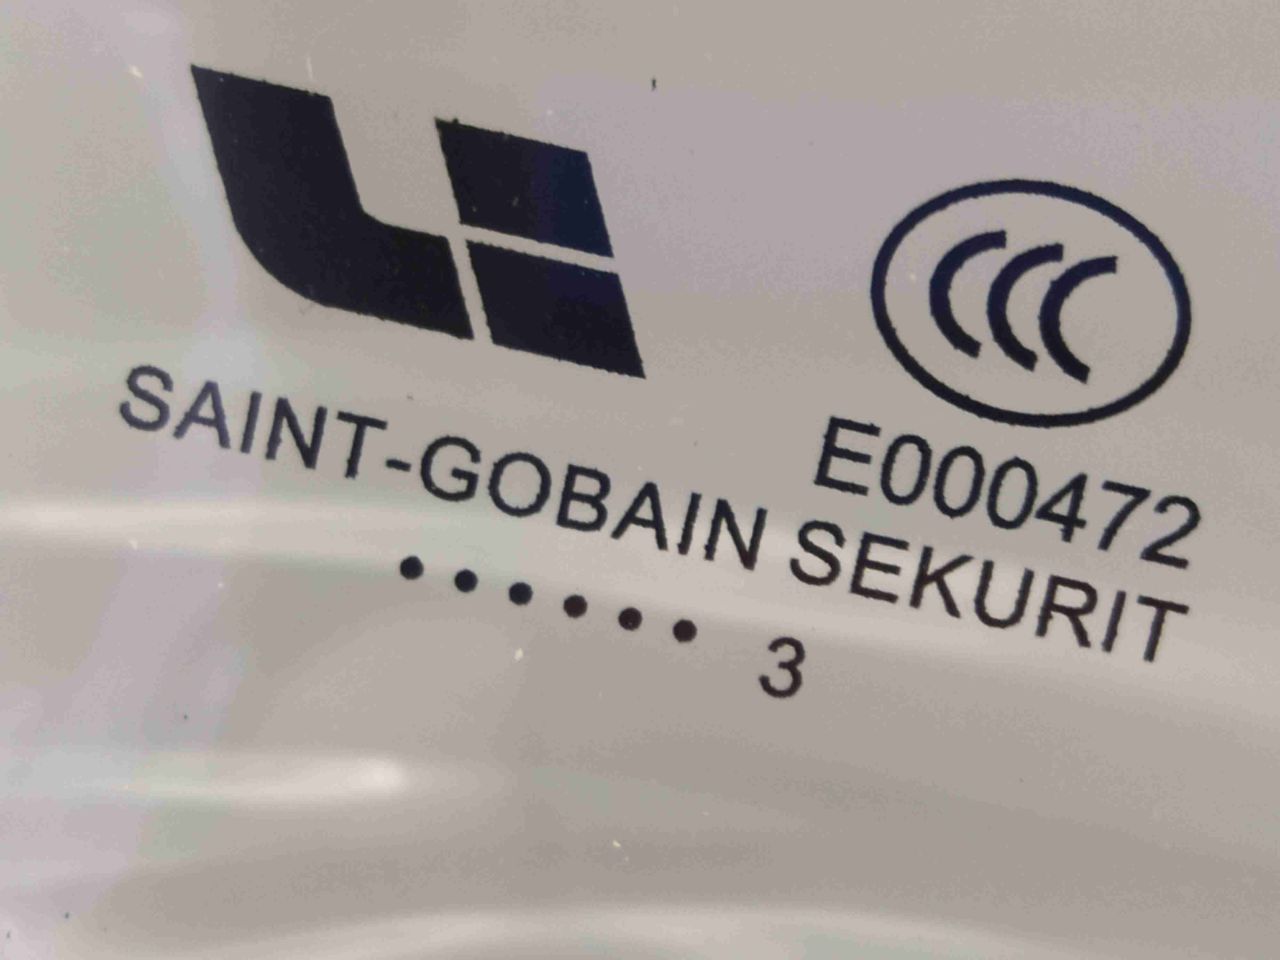 E000472
SAINT-GOBAIN SEKURIT
...... 3